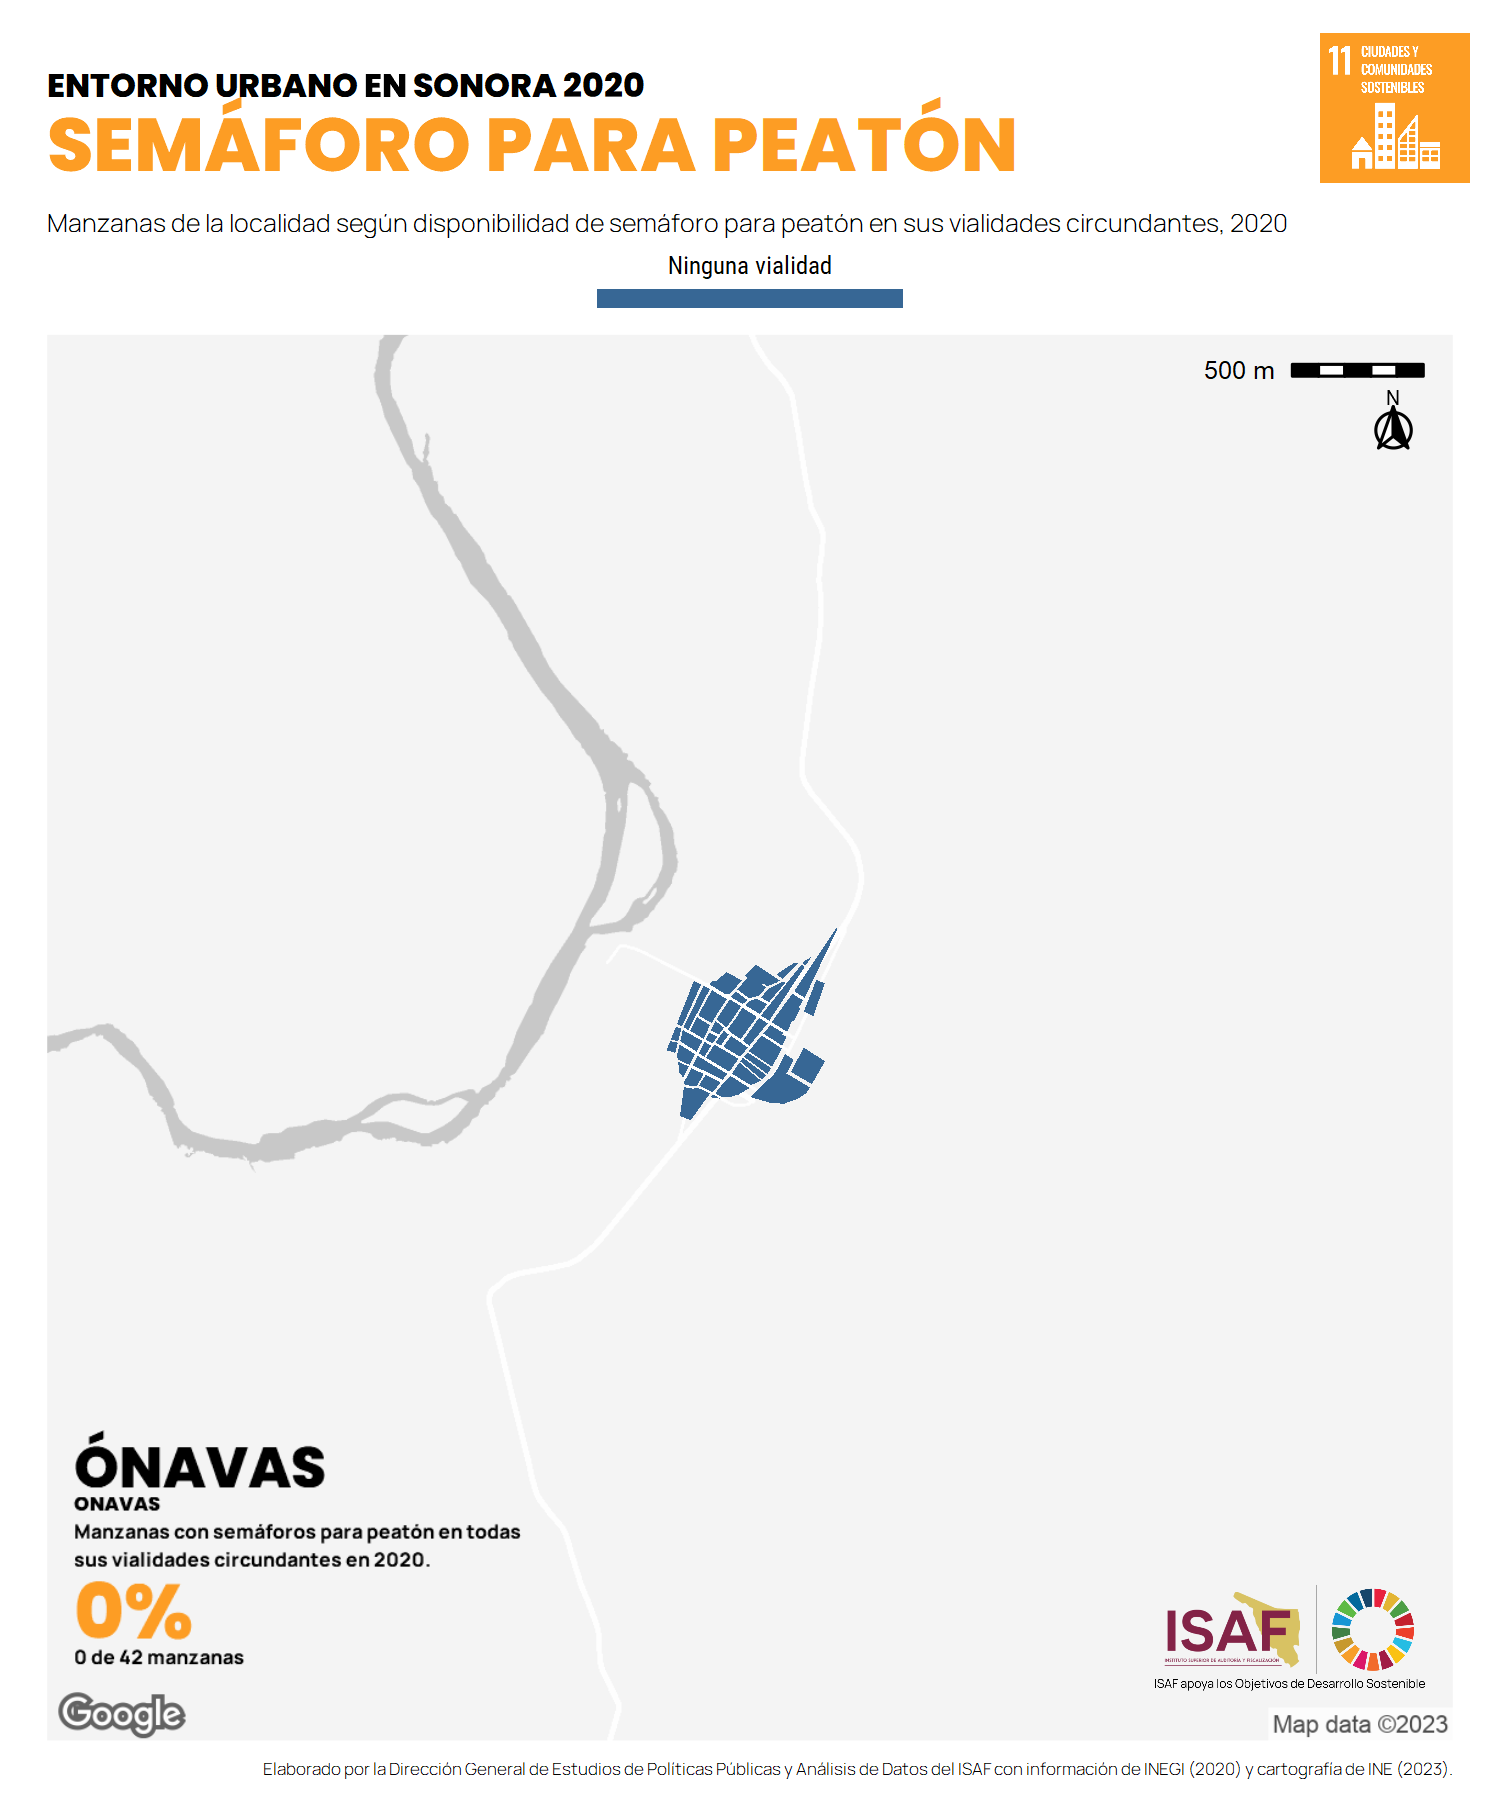 ENTORNO URBANO EN SONORA 2020
SEMÁFORO PARA PEATÓN
11 CIUDADES Y
COMUNIDADES
SOSTENIBLES
Manzanas de la localidad según disponibilidad de semáforo para peatón en sus vialidades circundantes, 2020
Ninguna vialidad
500 m
N
ÓNAVAS
ONAVAS
Manzanas con semáforos para peatón en todas
sus vialidades circundantes en 2020.
0%
0 de 42 manzanas
ISAF
INSTITUTO SUPERIOR DE AUDITORÍA Y FISCALIZACIÓN
ISAF apoya los Objetivos de Desarrollo Sostenible
Google
Map data ©2023
Elaborado por la Dirección General de Estudios de Políticas Públicas y Análisis de Datos del ISAF con información de INEGI (2020) y cartografía de INE (2023).